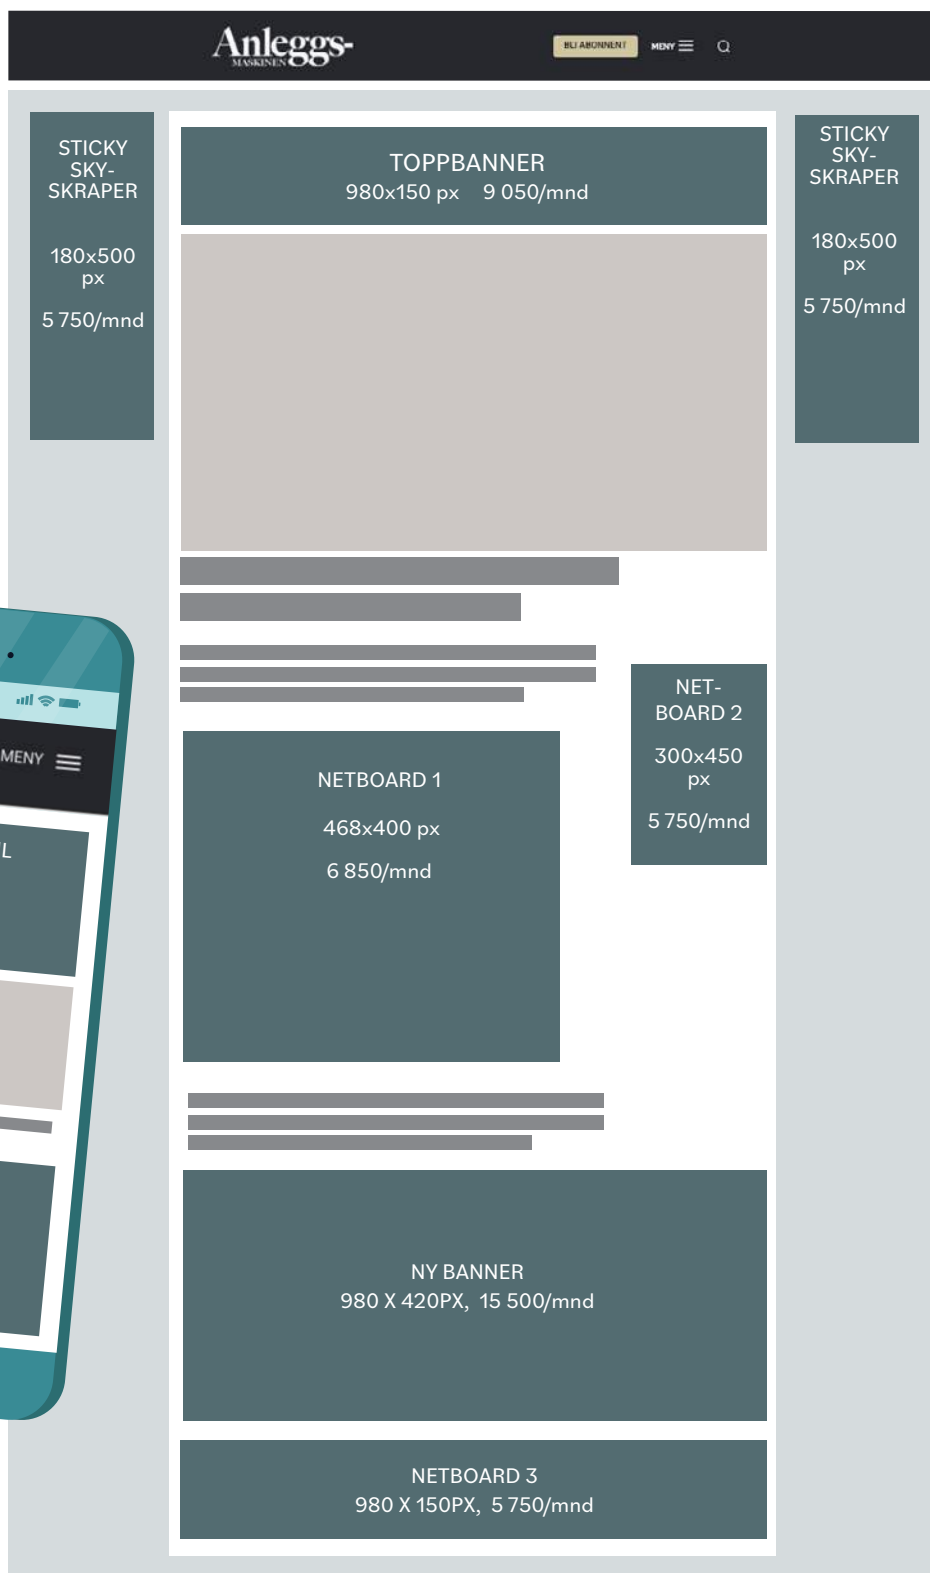 Anleggs-
MASKINEN
BLI ABONNENT
MENY
STICKY
SKY-
SKRAPER
180x500
px
5 750/mnd
TOPPBANNER
980x150 px 9 050/mnd
STICKY
SKY-
SKRAPER
180x500
px
5 750/mnd
NET-
BOARD 2
300x450
px
5 750/mnd
MENY
L
NETBOARD 1
468x400 px
6 850/mnd
NY BANNER
980 X 420PX, 15 500/mnd
NETBOARD 3
980 X 150PX, 5 750/mnd